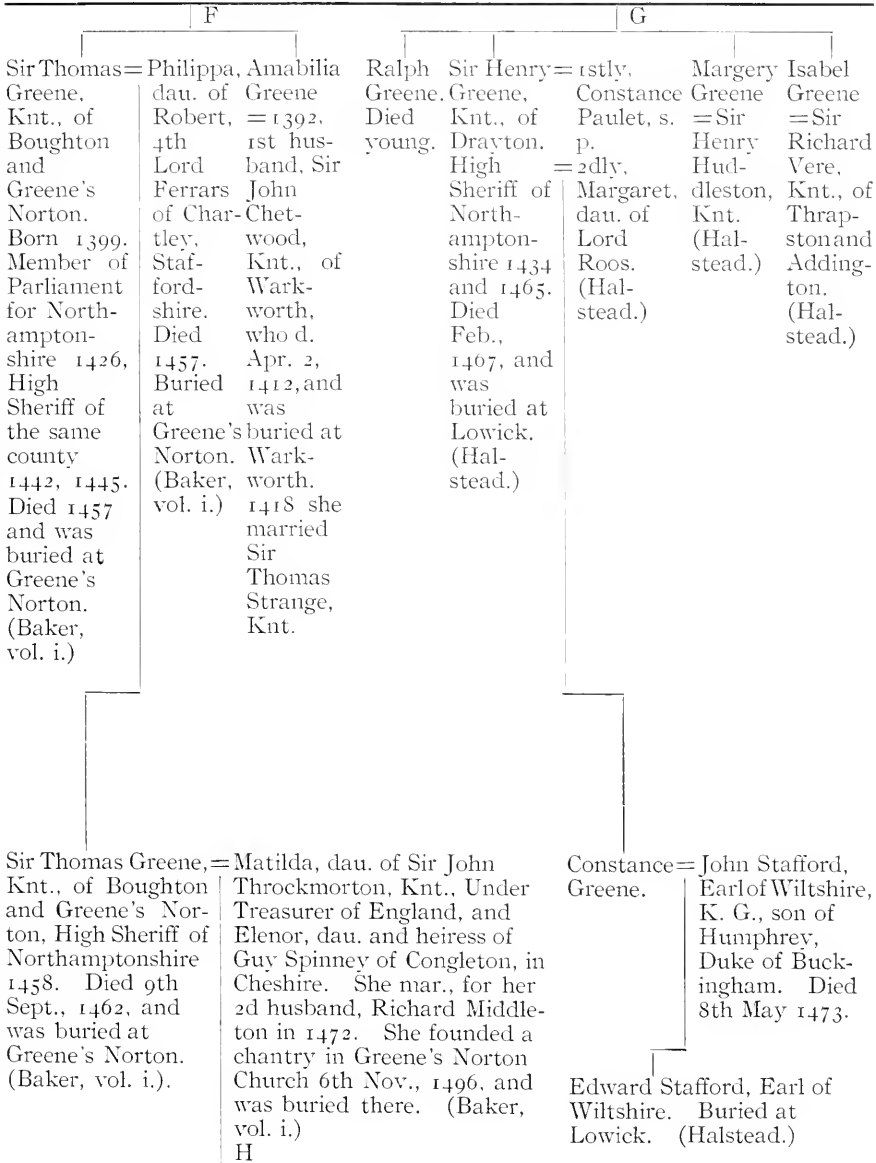 F
G
Sir Thomas=
Greene,
Knt., of
Boughton
and
Greene's
Norton.
Born 1399.
Member of
Parliament
for North-
ampton-
shire 1426,
High
Sheriff of
the same
county
1442, 1445.
Died 1457
and was
buried at
Greene's
Norton.
(Baker,
vol. i.)
Philippa,
dau. of
Robert,
4th
Lord
Ferrars
of Char-
tley,
Staf-
ford-
shire.
Died
1457.
Buried
at
Greene's
Norton.
(Baker,
vol. i.)
Amabilia
Greene
=1392,
1st hus-
band, Sir
John
Chet-
wood,
Knt., of
Wark-
worth,
who d.
Apr. 2,
1412, and
was
buried at
Wark-
worth.
1418 she
married
Sir
Thomas
Strange,
Knt.
Ralph
Greene.
Died
young.
Sir Henry=
Greene,
Knt., of
Drayton.
High =
Sheriff of
North-
ampton-
shire 1434
and 1465.
Died
Feb.,
1467, and
was
buried at
Lowick.
(Hal-
stead.)
1stly,
Constance
Paulet, s.
p.
2dly,
Margaret,
dau. of
Lord
Roos.
(Hal-
stead.)
Margery
Greene
=Sir
Henry
Hud-
dleston,
Knt.
(Hal-
stead.)
Isabel
Greene
=Sir
Richard
Vere,
Knt., of
Thrap-
ston and
Adding-
ton.
(Hal-
stead.)
Sir Thomas Greene,=
Knt., of Boughton
and Greene's Nor-
ton, High Sheriff of
Northamptonshire
1458. Died 9th
Sept., 1462, and
was buried at
Greene's Norton.
(Baker, vol. i.).
Matilda, dau. of Sir John
Throckmorton, Knt., Under
Treasurer of England, and
Elenor, dau. and heiress of
Guy Spinney of Congleton, in
Cheshire. She mar., for her
2d husband, Richard Middle-
ton in 1472. She founded a
chantry in Greene's Norton
Church 6th Nov., 1496, and
was buried there. (Baker,
vol. i.)
H
Constance=
Greene.
John Stafford,
Earl of Wiltshire,
K. G., son of
Humphrey,
Duke of Buck-
ingham. Died
8th May 1473.
Edward Stafford, Earl of
Wiltshire. Buried at
Lowick. (Halstead.)